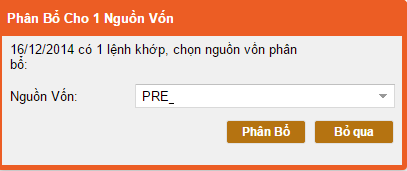 Phân Bổ Cho 1 Nguồn Vốn
16/12/2014 có 1 lệnh khớp, chọn nguồn vốn phân
bổ:
Nguồn Vốn: PRE_
Phân Bổ Bỏ qua